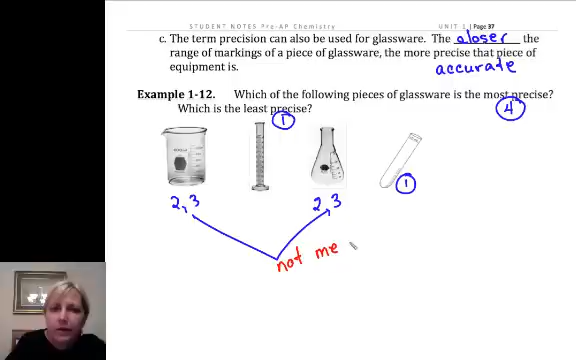 STUDENT NOTES Pre-AP Chemistry UNIT 1 Page 37
c. The term precision can also be used for glassware. The closer the
range of markings of a piece of glassware, the more precise that piece of
equipment is. accurate
Example 1-12. Which of the following pieces of glassware is the most precise?
Which is the least precise? 4
1
1
2,3 2,3
not me